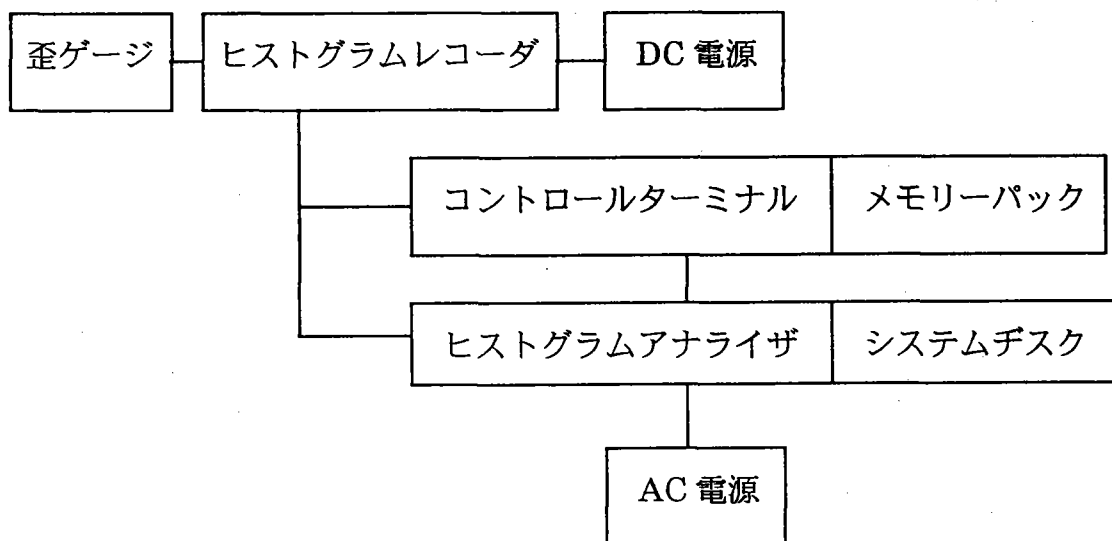 歪ゲージ
ヒストグラムレコーダ
DC 電源
コントロールターミナル
メモリーパック
ヒストグラムアナライザ
システムヂスク
AC 電源